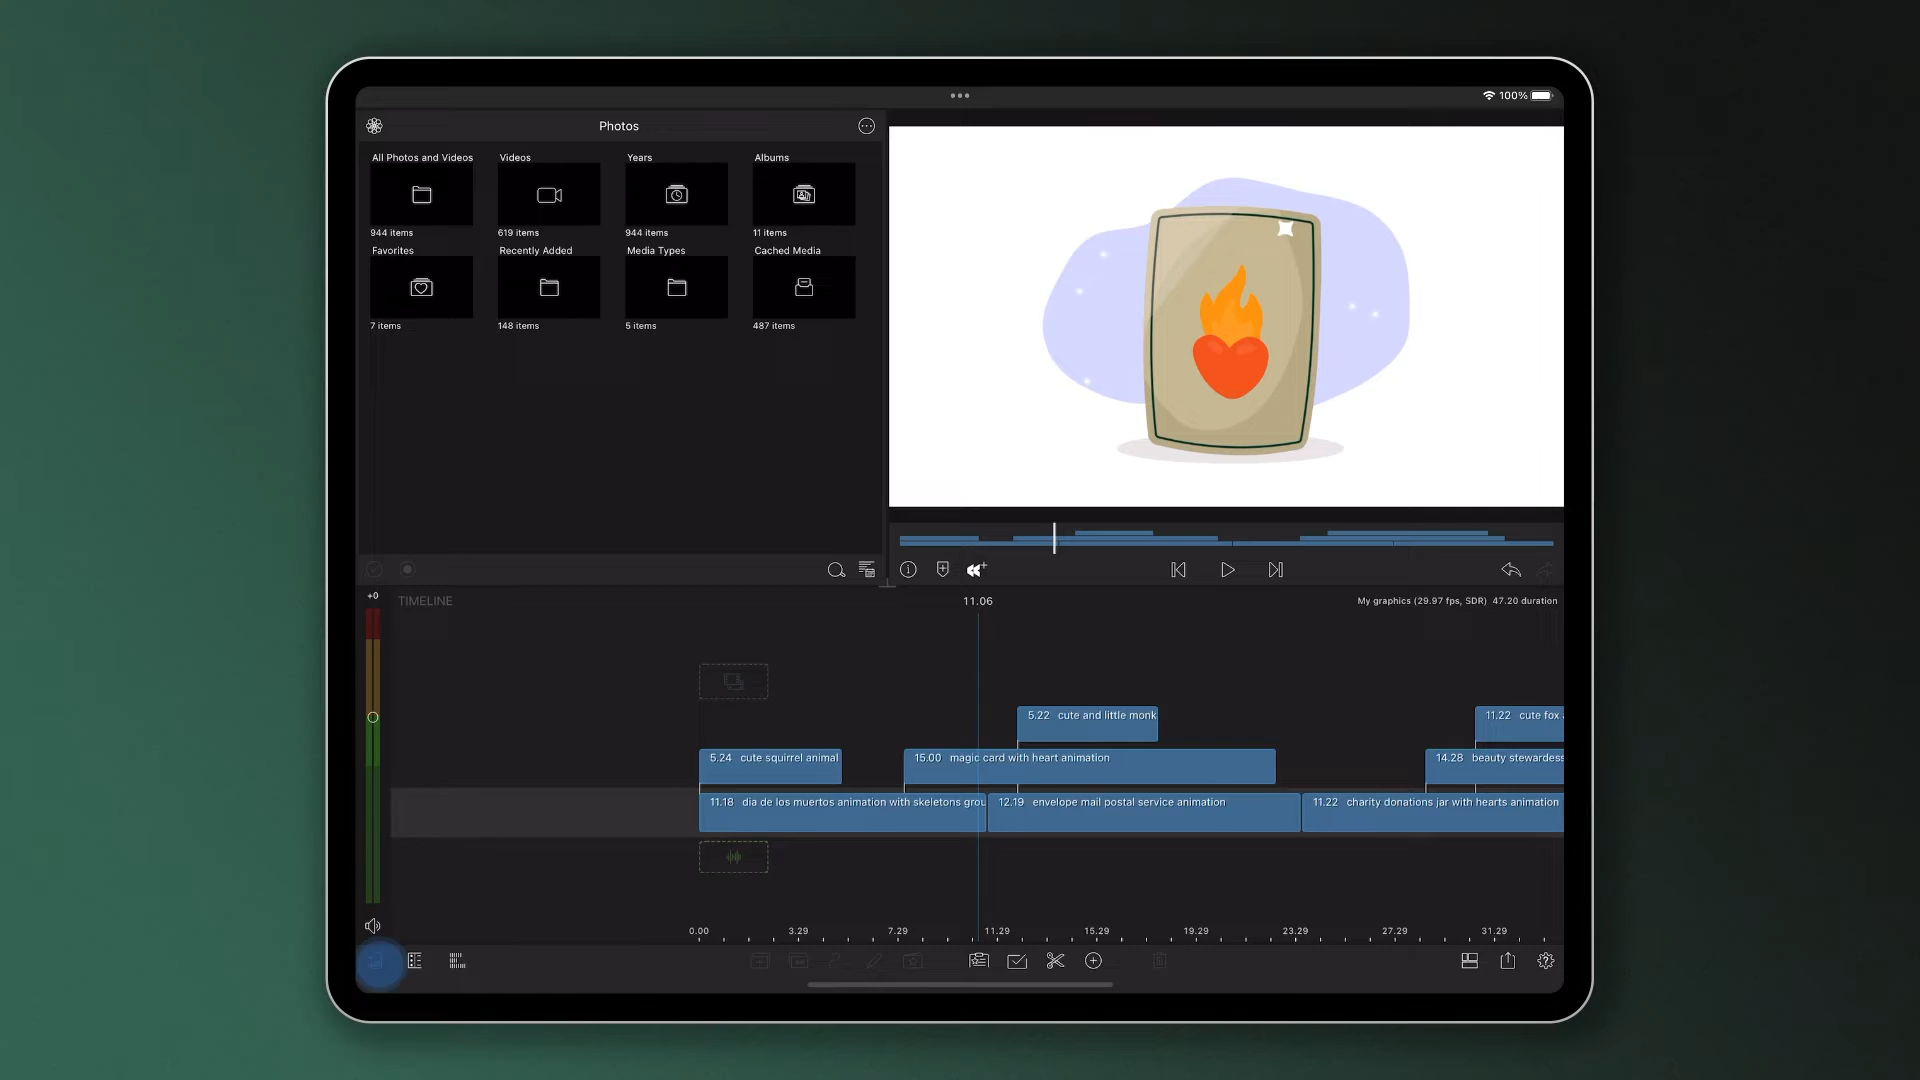 100%
Photos
All Photos and Videos
Videos
Years
Albums
944 items
619 items
944 items
11 items
Favorites
Recently Added
Media Types
Cached Media
7 items
148 items
5 items
487 items
+0
TIMELINE
11.06
My graphics (29.97 fps, SDR) 47.20 duration
5.22 cute and little monk
11.22 cute fox
5.24 cute squirrel animal
15.00 magic card with heart animation
14.28 beauty stewardess
11.18 dia de los muertos animation with skeletons grou
12.19 envelope mail postal service animation
11.22 charity donations jar with hearts animation
0.00 3.29 7.29 11.29 15.29 19.29 23.29 27.29 31.29